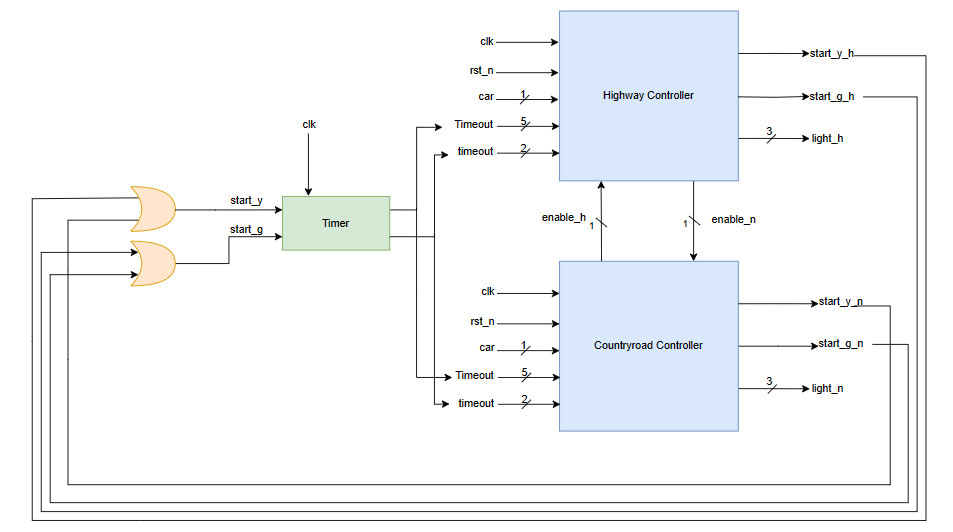 clk
rst_n
car
1
Timeout
5
timeout
2
Highway Controller
start_y_h
start_g_h
3
light_h
clk
start_y
start_g
Timer
enable_h
1
1
enable_n
clk
rst_n
car
1
Timeout
5
timeout
2
Countryroad Controller
start_y_n
start_g_n
3
light_n